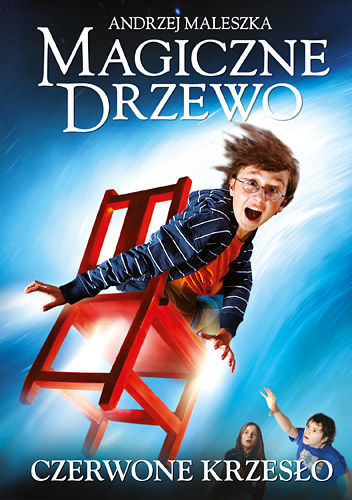 ANDRZEJ MALESZKA
MAGICZNE
DRZEWO
CZERWONE KRZESŁO